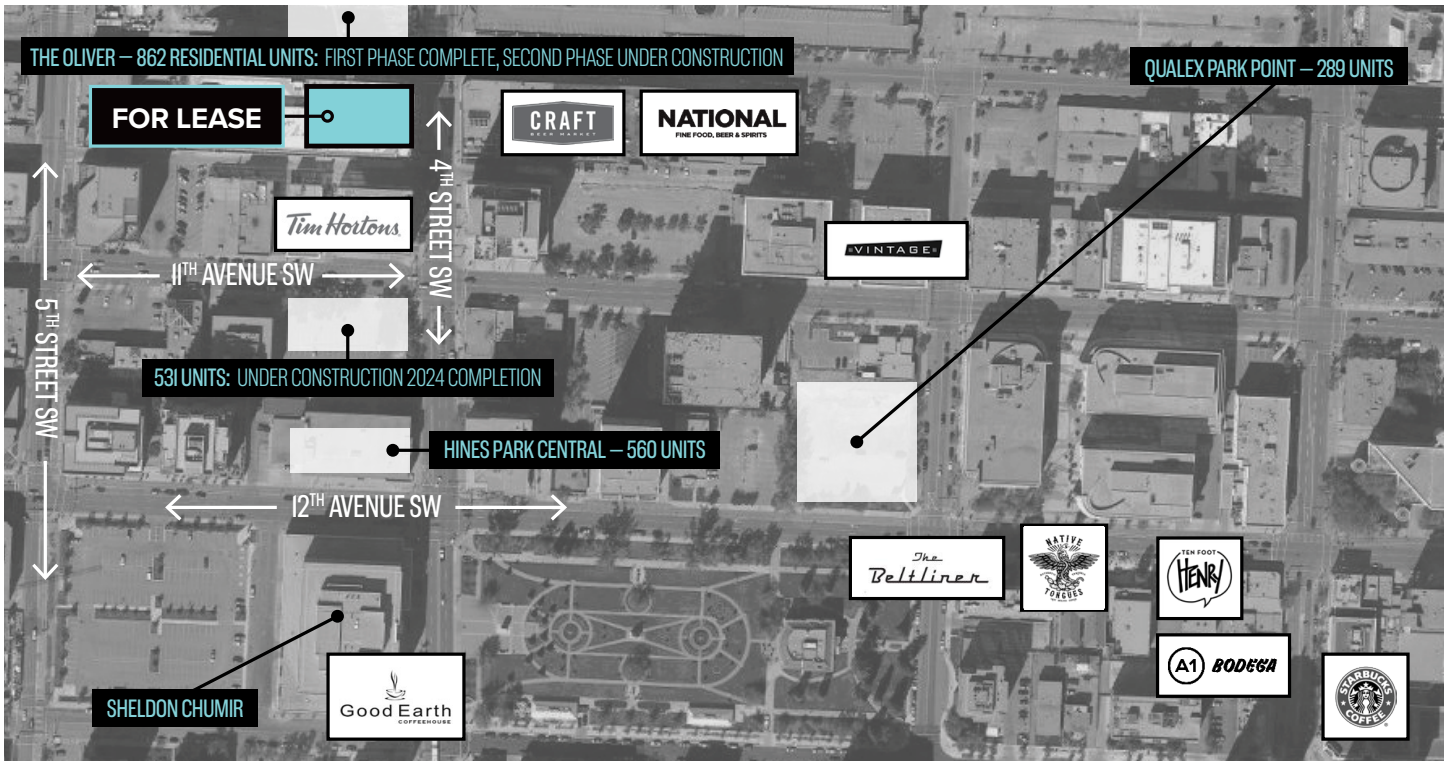 THE OLIVER — 862 RESIDENTIAL UNITS: FIRST PHASE COMPLETE, SECOND PHASE UNDER CONSTRUCTION
QUALEX PARK POINT — 289 UNITS
FOR LEASE
CRAFT
BEER MARKET
NATIONAL
FINE FOOD, BEER & SPIRITS
4TH STREET SW
Tim Hortons
VINTAGE
11TH AVENUE SW
5TH STREET SW
531 UNITS: UNDER CONSTRUCTION 2024 COMPLETION
HINES PARK CENTRAL — 560 UNITS
12TH AVENUE SW
The
Beltliner
NATIVE
TONGUES
TEN FOOT
HENRY
A1 BODEGA
SHELDON CHUMIR
Good Earth
COFFEEHOUSE
STARBUCKS
COFFEE